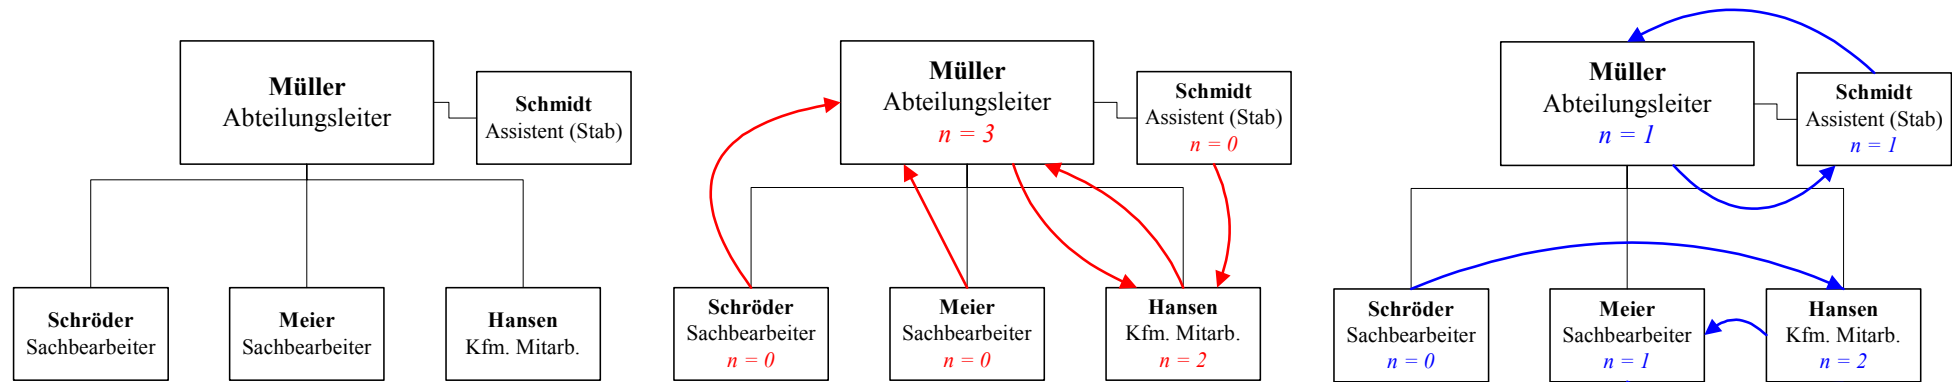 Müller
Abteilungsleiter
Schmidt
Assistent (Stab)
Schröder
Sachbearbeiter
Meier
Sachbearbeiter
Hansen
Kfm. Mitarb.
Müller
Abteilungsleiter
n = 3
Schmidt
Assistent (Stab)
n = 0
Schröder
Sachbearbeiter
n = 0
Meier
Sachbearbeiter
n = 0
Hansen
Kfm. Mitarb.
n = 2
Müller
Abteilungsleiter
n = 1
Schmidt
Assistent (Stab)
n = 1
Schröder
Sachbearbeiter
n = 0
Meier
Sachbearbeiter
n = 1
Hansen
Kfm. Mitarb.
n = 2